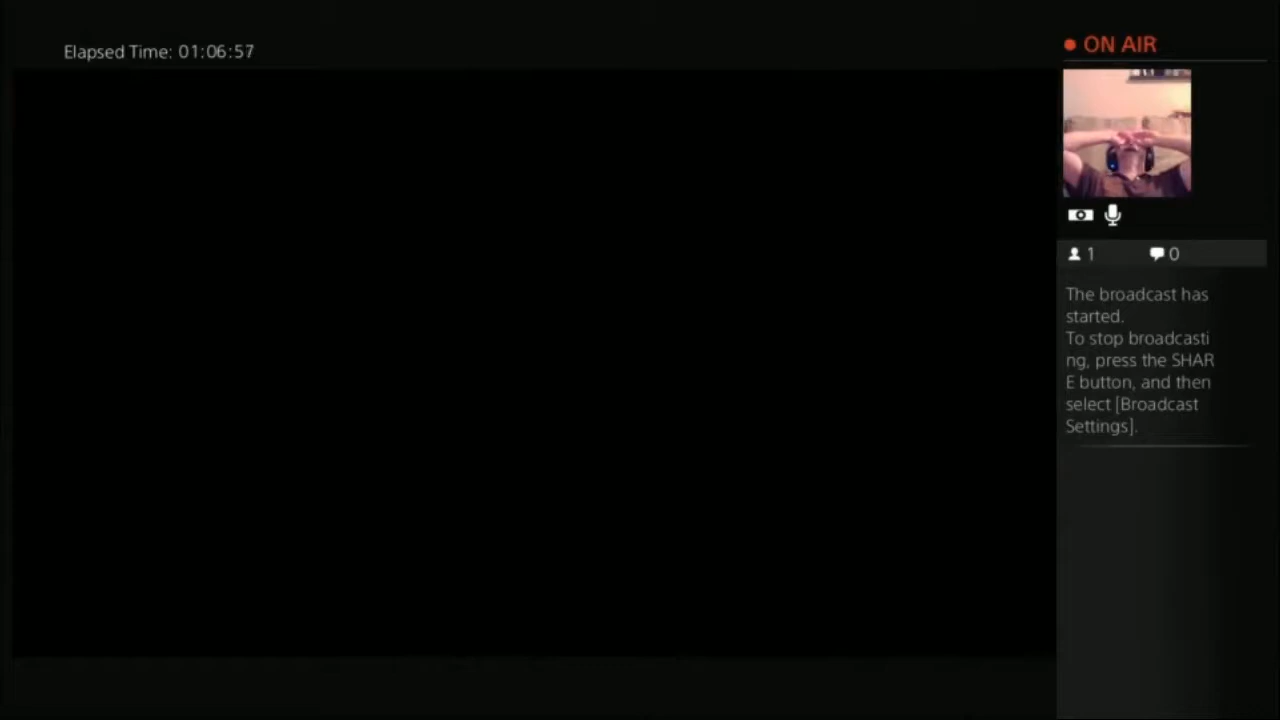 Elapsed Time: 01:06:57
ON AIR
1 0
The broadcast has
started.
To stop broadcasti
ng, press the SHAR
E button, and then
select [Broadcast
Settings].